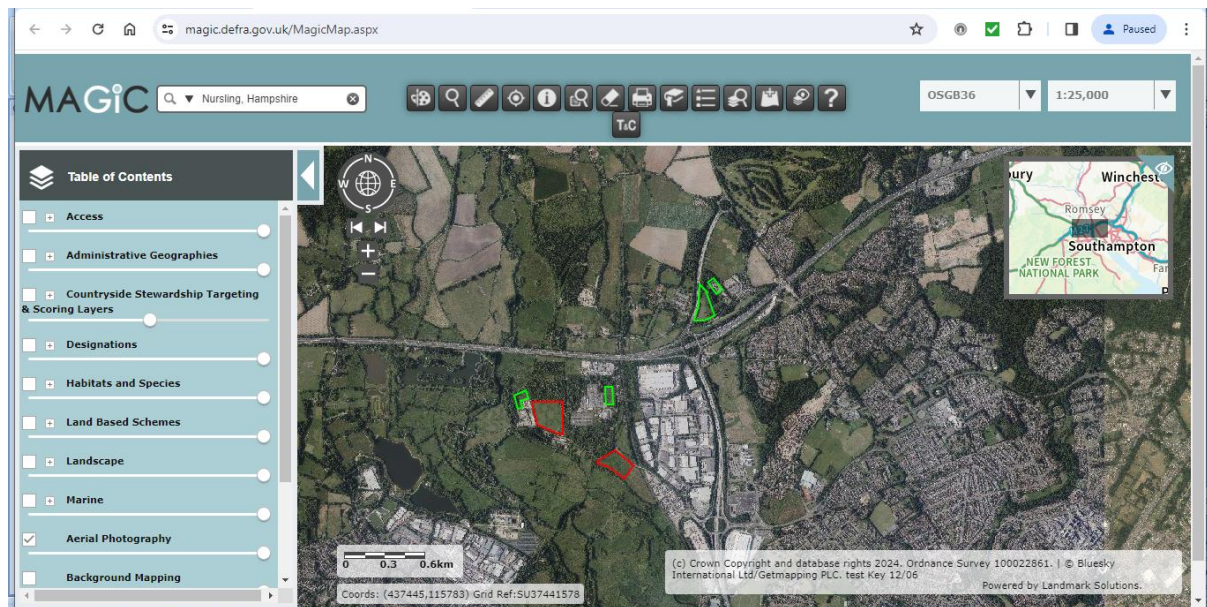 magic.defra.gov.uk/MagicMap.aspx
Paused
MAGiC
Nursling, Hampshire
T&C
OSGB36
1:25,000
Table of Contents
Access
Administrative Geographies
Countryside Stewardship Targeting
& Scoring Layers
Designations
Habitats and Species
Land Based Schemes
Landscape
Marine
Aerial Photography
Background Mapping
N
W E
S
Winchest
Romsey
Southampton
NEW FOREST
NATIONAL PARK
0 0.3 0.6km
Coords: (437445,115783) Grid Ref:SU37441578
(c) Crown Copyright and database rights 2024. Ordnance Survey 100022861. | © Bluesky
International Ltd/Getmapping PLC. test Key 12/06
Powered by Landmark Solutions.